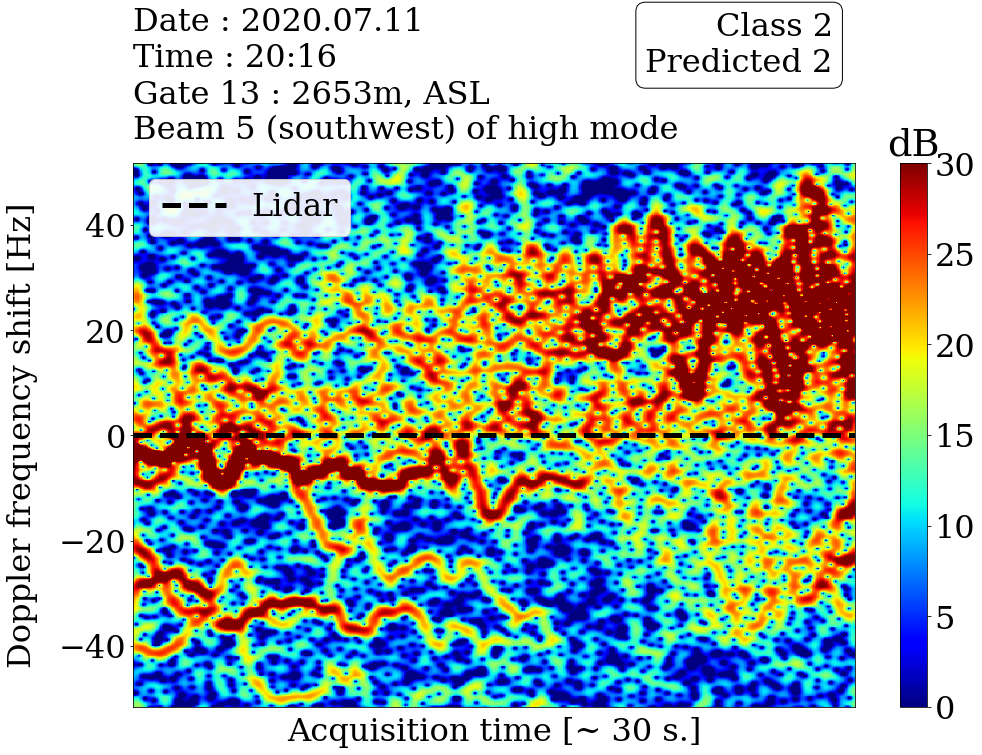 Date : 2020.07.11
Time : 20:16
Gate 13 : 2653m, ASL
Beam 5 (southwest) of high mode
Class 2
Predicted 2
dB
30
25
20
15
10
5
0
Lidar
40
20
0
−20
−40
Doppler frequency shift [Hz]
Acquisition time [~ 30 s.]